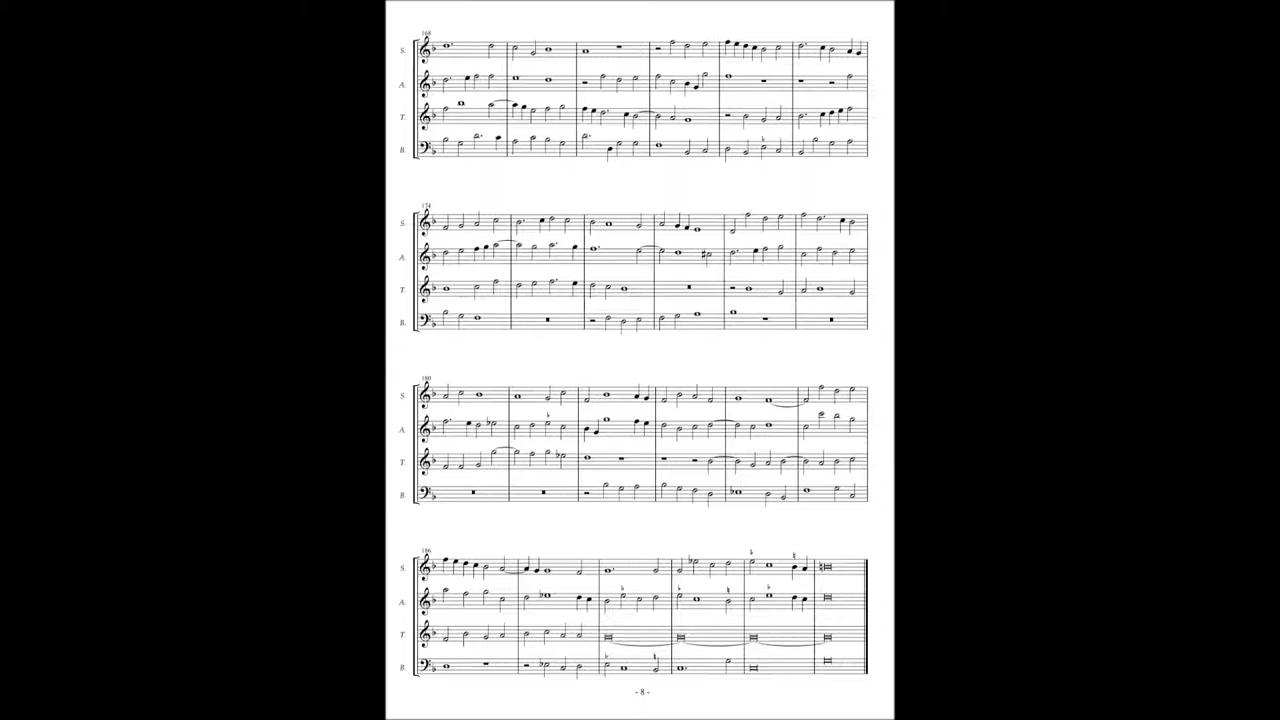 168
S.
A.
T.
B.
174
S.
A.
T.
B.
180
S.
A.
T.
B.
186
S.
A.
T.
B.
- 8 -